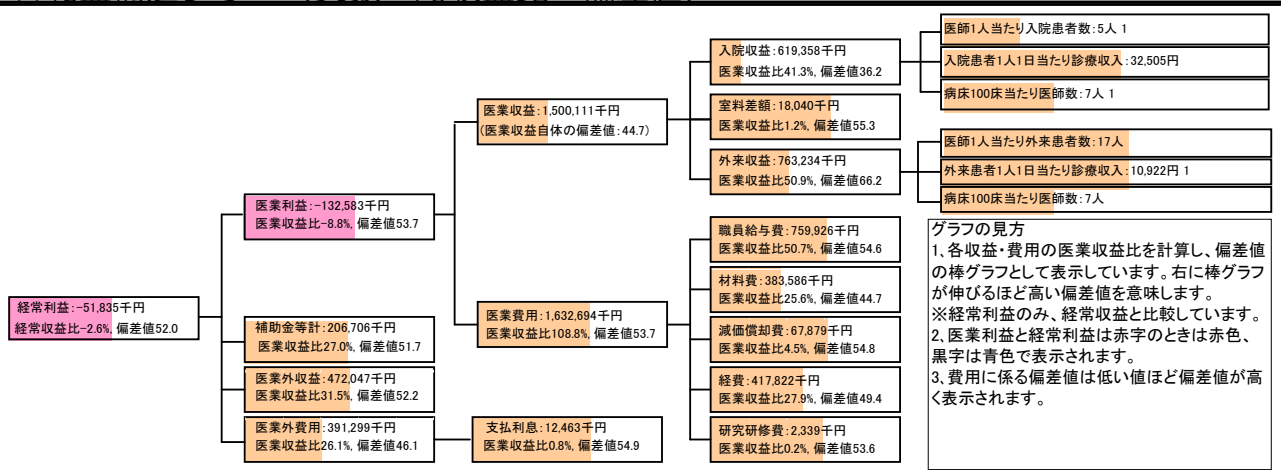 経常利益:-51,835千円
経常収益比-2.6%, 偏差値52.0
医業利益:-132,583千円
医業収益比-8.8%, 偏差値53.7
補助金等計:206,706千円
医業収益比27.0%, 偏差値51.7
医業外収益:472,047千円
医業収益比31.5%, 偏差値52.2
医業外費用:391,299千円
医業収益比26.1%, 偏差値46.1
医業収益:1,500,111千円
(医業収益自体の偏差値:44.7)
医業費用:1,632,694千円
医業収益比108.8%, 偏差値53.7
支払利息:12,463千円
医業収益比0.8%, 偏差値54.9
入院収益:619,358千円
医業収益比41.3%, 偏差値36.2
室料差額:18,040千円
医業収益比1.2%, 偏差値55.3
外来収益:763,234千円
医業収益比50.9%, 偏差値66.2
職員給与費:759,926千円
医業収益比50.7%, 偏差値54.6
材料費:383,586千円
医業収益比25.6%, 偏差値44.7
減価償却費:67,879千円
医業収益比4.5%, 偏差値54.8
経費:417,822千円
医業収益比27.9%, 偏差値49.4
研究研修費:2,339千円
医業収益比0.2%, 偏差値53.6
医師1人当たり入院患者数:5人 1
入院患者1人1日当たり診療収入:32,505円
病床100床当たり医師数:7人 1
医師1人当たり外来患者数:17人
外来患者1人1日当たり診療収入:10,922円 1
病床100床当たり医師数:7人
グラフの見方
1、各収益・費用の医業収益比を計算し、偏差値
の棒グラフとして表示しています。右に棒グラフ
が伸びるほど高い偏差値を意味します。
※経常利益のみ、経常収益と比較しています。
2、医業利益と経常利益は赤字のときは赤色、
黒字は青色で表示されます。
3、費用に係る偏差値は低い値ほど偏差値が高
く表示されます。